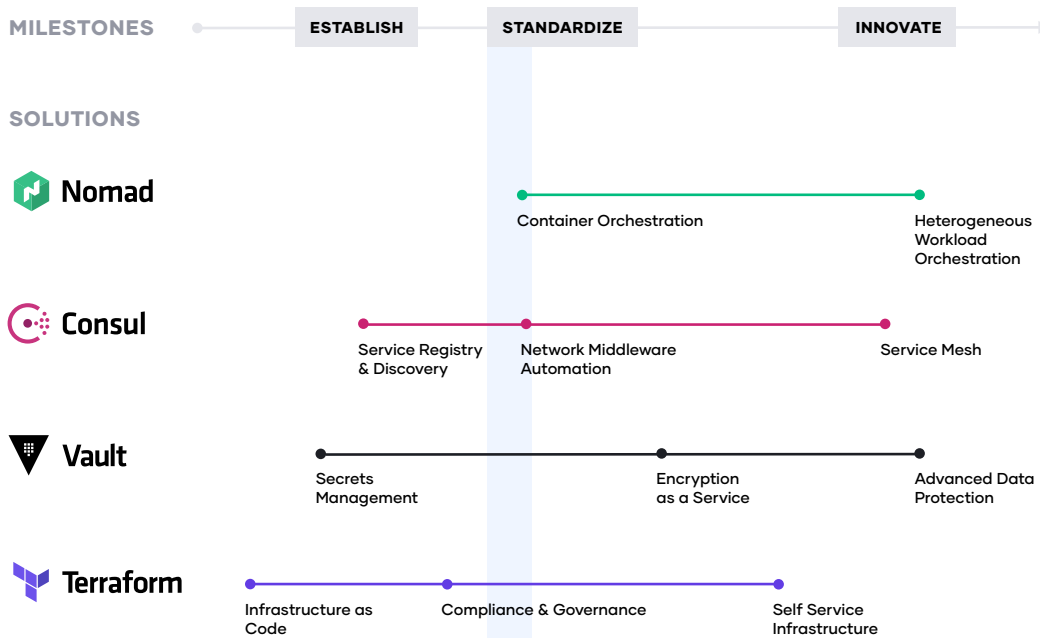 MILESTONES
ESTABLISH
STANDARDIZE
INNOVATE
SOLUTIONS
Nomad
Container Orchestration
Heterogeneous
Workload
Orchestration
Consul
Service Registry
& Discovery
Network Middleware
Automation
Service Mesh
Vault
Secrets
Management
Encryption
as a Service
Advanced Data
Protection
Terraform
Infrastructure as
Code
Compliance & Governance
Self Service
Infrastructure